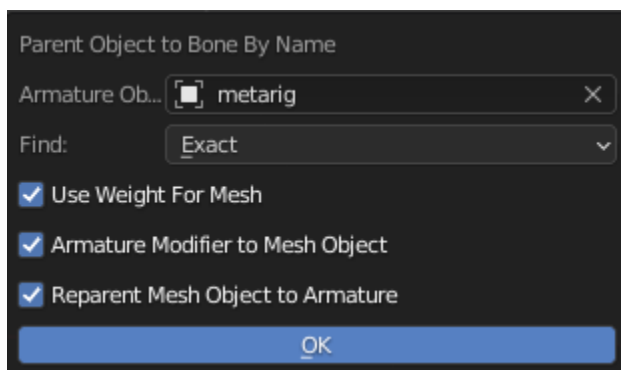 Parent Object to Bone By Name
Armature Ob... metarig
Find: Exact
Use Weight For Mesh
Armature Modifier to Mesh Object
Reparent Mesh Object to Armature
OK